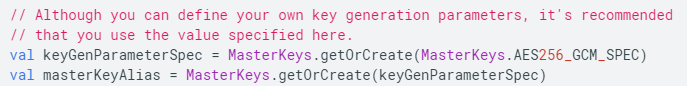 // Although you can define your own key generation parameters, it's recommended
// that you use the value specified here.
val keyGenParameterSpec = MasterKeys.getOrCreate(MasterKeys.AES256_GCM_SPEC)
val masterKeyAlias = MasterKeys.getOrCreate(keyGenParameterSpec)